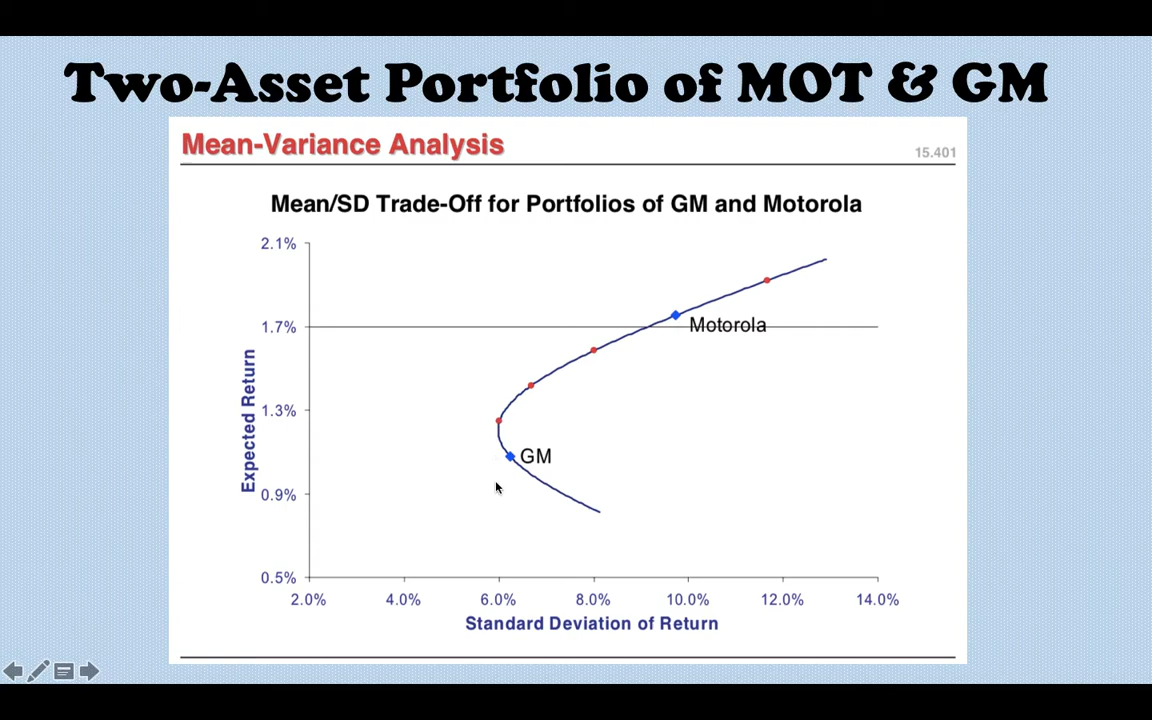 Two-Asset Portfolio of MOT & GM
Mean-Variance Analysis
15.401
Mean/SD Trade-Off for Portfolios of GM and Motorola
2.1%
1.7%
1.3%
0.9%
0.5%
Expected Return
Motorola
GM
2.0% 4.0% 6.0% 8.0% 10.0% 12.0% 14.0%
Standard Deviation of Return